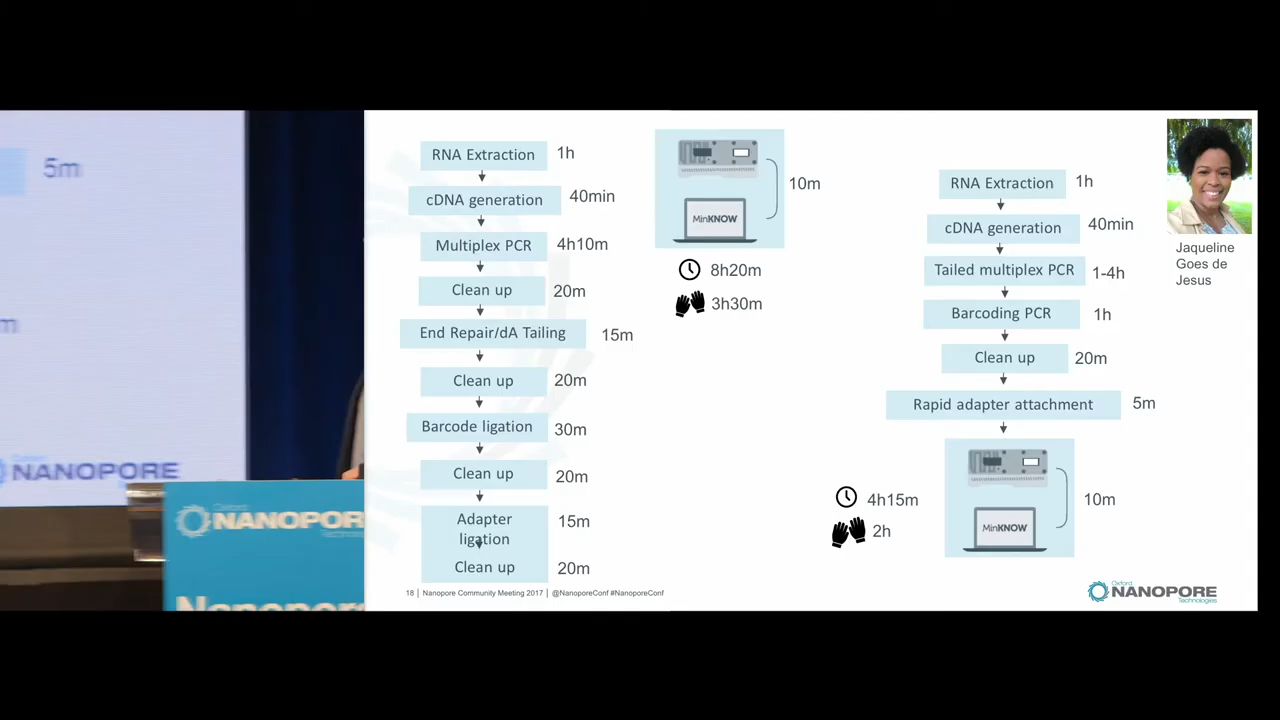 5m
m
NANOPORE
Oxford
NANOPOR
Technologies
Nanopore
RNA Extraction 1h
cDNA generation 40min
Multiplex PCR 4h10m
Clean up 20m
End Repair/dA Tailing 15m
Clean up 20m
Barcode ligation 30m
Clean up 20m
Adapter 15m
ligation
Clean up 20m
18 | Nanopore Community Meeting 2017 | @NanoporeConf #NanoporeConf
MinKNOW
10m
8h20m
3h30m
RNA Extraction 1h
cDNA generation 40min
Tailed multiplex PCR 1-4h
Barcoding PCR 1h
Clean up 20m
Rapid adapter attachment 5m
MinKNOW
10m
4h15m
2h
Jaqueline
Goes de
Jesus
Oxford
NANOPORE
Technologies